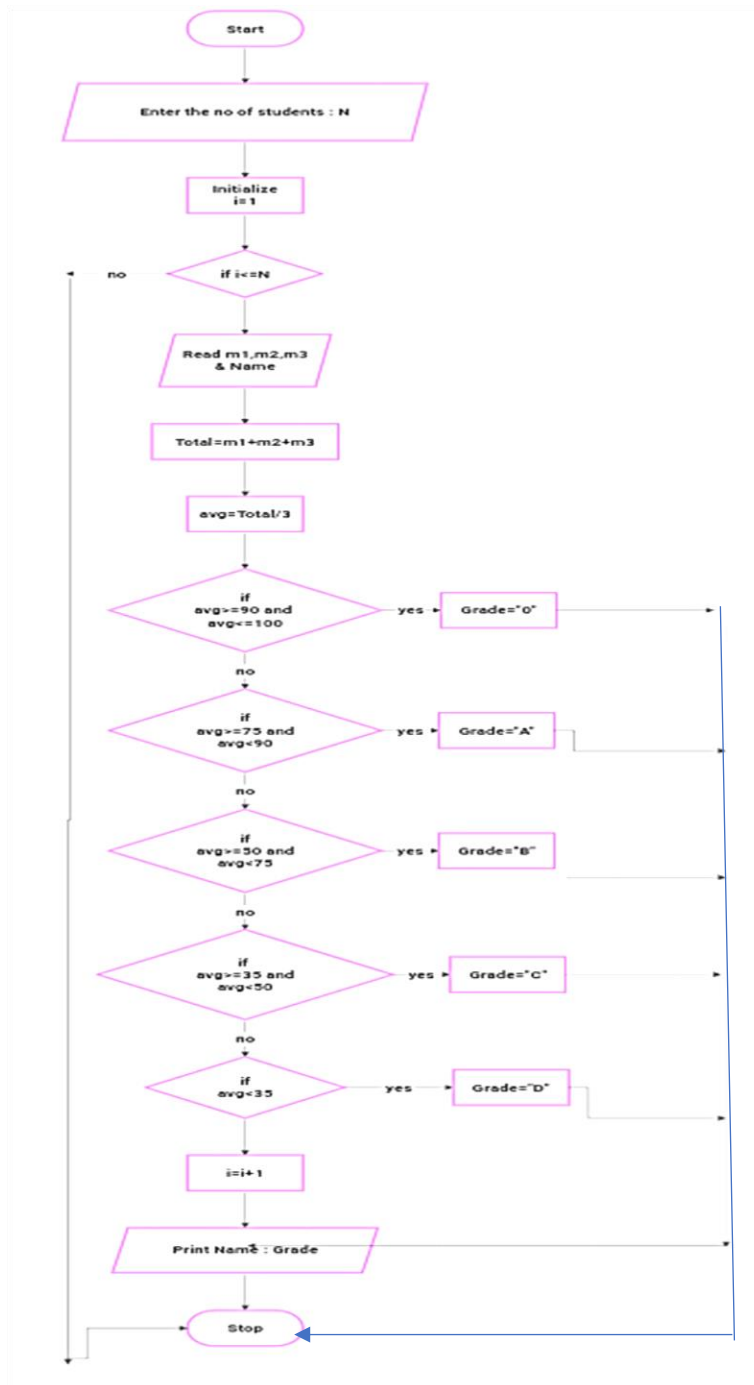 Start
Enter the no of students : N
Initialize
i=1
no
if i<=N
Read m1,m2,m3
& Name
Total=m1+m2+m3
avg=Total/3
if
avg>=90 and
avg<=100
yes
Grade="0"
no
if
avg>=75 and
avg<90
yes
Grade="A"
no
if
avg>=50 and
avg<75
yes
Grade="B"
no
if
avg>=35 and
avg<50
yes
Grade="C"
no
if
avg<35
yes
Grade="D"
i=i+1
Print Name : Grade
Stop